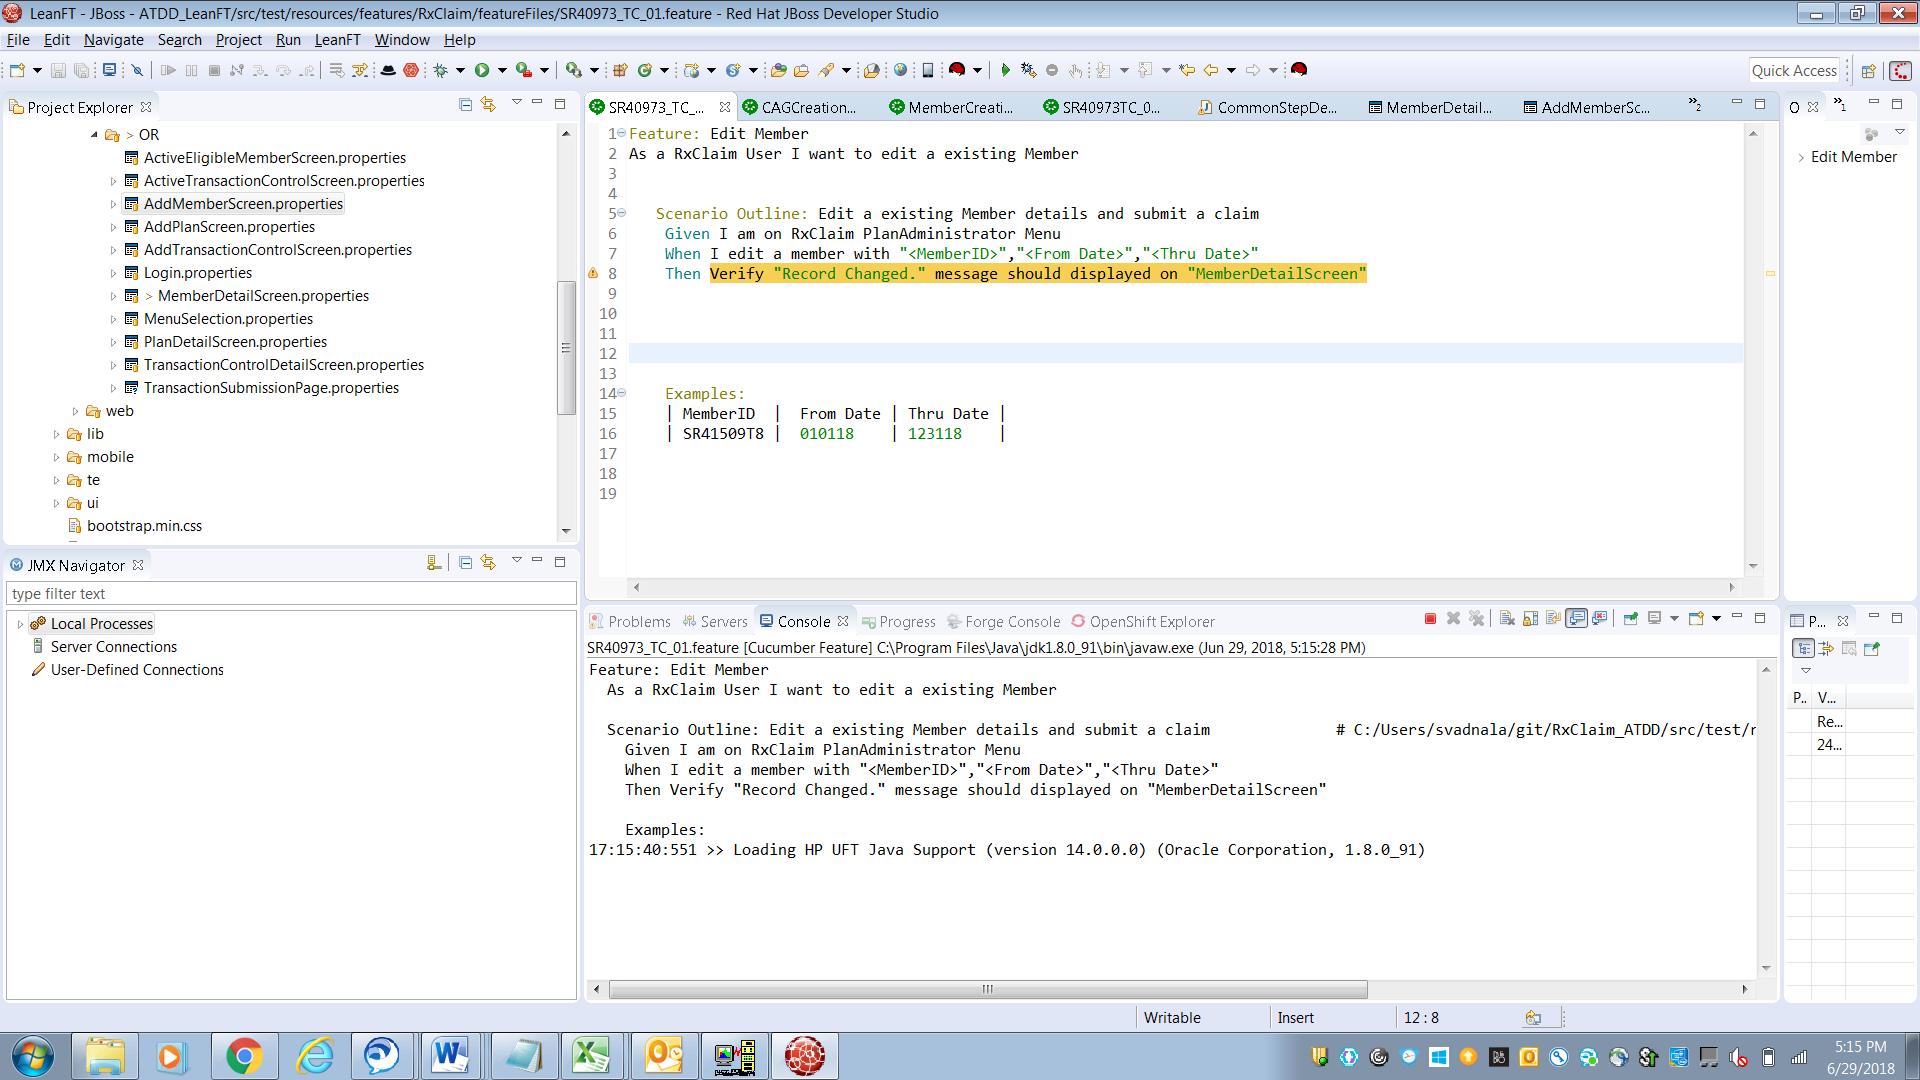 LeanFT - JBoss - ATDD_LeanFT/src/test/resources/features/RxClaim/featureFiles/SR40973_TC_01.feature - Red Hat JBoss Developer Studio
File Edit Navigate Search Project Run LeanFT Window Help
Quick Access
Project Explorer
> OR
ActiveEligibleMemberScreen.properties
ActiveTransactionControlScreen.properties
AddMemberScreen.properties
AddPlanScreen.properties
AddTransactionControlScreen.properties
Login.properties
> MemberDetailScreen.properties
MenuSelection.properties
PlanDetailScreen.properties
TransactionControlDetailScreen.properties
TransactionSubmissionPage.properties
web
lib
mobile
te
ui
bootstrap.min.css
JMX Navigator
type filter text
Local Processes
Server Connections
User-Defined Connections
SR40973_TC_... CAGCreation... MemberCreati... SR40973TC_0... CommonStepDe... MemberDetail... AddMemberSc... »2
1 Feature: Edit Member
2 As a RxClaim User I want to edit a existing Member
3
4
5 Scenario Outline: Edit a existing Member details and submit a claim
6 Given I am on RxClaim PlanAdministrator Menu
7 When I edit a member with "<MemberID>","<From Date>","<Thru Date>"
8 Then Verify "Record Changed." message should displayed on "MemberDetailScreen"
9
10
11
12
13
14 Examples:
15 | MemberID | From Date | Thru Date |
16 | SR41509T8 | 010118 | 123118 |
17
18
19
O »1
Edit Member
Problems Servers Console Progress Forge Console OpenShift Explorer
SR40973_TC_01.feature [Cucumber Feature] C:\Program Files\Java\jdk1.8.0_91\bin\javaw.exe (Jun 29, 2018, 5:15:28 PM)
Feature: Edit Member
As a RxClaim User I want to edit a existing Member
Scenario Outline: Edit a existing Member details and submit a claim # C:/Users/svadnala/git/RxClaim_ATDD/src/test/r
Given I am on RxClaim PlanAdministrator Menu
When I edit a member with "<MemberID>","<From Date>","<Thru Date>"
Then Verify "Record Changed." message should displayed on "MemberDetailScreen"
Examples:
17:15:40:551 >> Loading HP UFT Java Support (version 14.0.0.0) (Oracle Corporation, 1.8.0_91)
P...
P.. V...
Re...
24...
Writable Insert 12 : 8
5:15 PM
6/29/2018